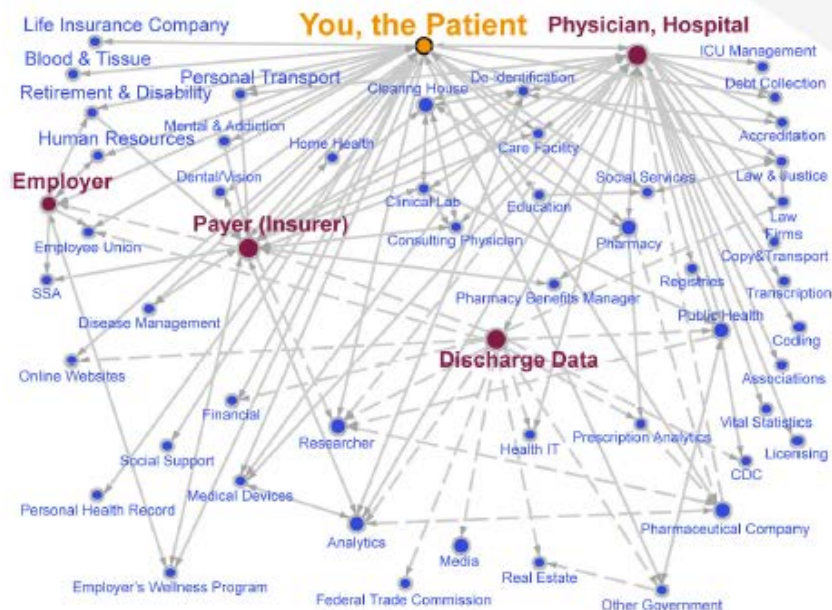 Life Insurance Company
You, the Patient
Physician, Hospital
Blood & Tissue
ICU Management
Personal Transport
De-Identification
Debt Collection
Retirement & Disability
Clearing House
Accreditation
Mental & Addiction
Human Resources
Home Health
Care Facility
Law & Justice
Employer
Dental/Vision
Social Services
Clinical Lab
Education
Law
Firms
Payer (Insurer)
Employee Union
Consulting Physician
Pharmacy
Copy&Transport
SSA
Pharmacy Benefits Manager
Registries
Transcription
Disease Management
Public Health
Coding
Online Websites
Discharge Data
Associations
Financial
Vital Statistics
Researcher
Health IT
Prescription Analytics
Licensing
Social Support
CDC
Personal Health Record
Medical Devices
Analytics
Pharmaceutical Company
Media
Employer's Wellness Program
Real Estate
Federal Trade Commission
Other Government